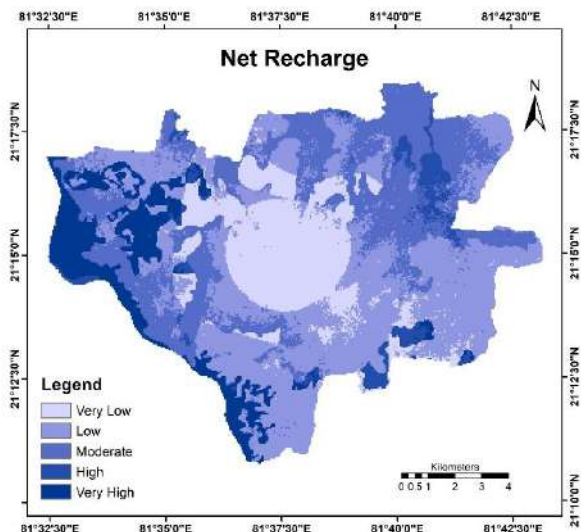 81°32'30"E 81°35'0"E 81°37'30"E 81°40'0"E 81°42'30"E
Net Recharge
N
21°17'30"N 21°17'30"N
21°15'0"N 21°15'0"N
21°12'30"N 21°12'30"N
21°10'0"N
Legend
Very Low
Low
Moderate
High
Very High
Kilometers
0 0.5 1 2 3 4
81°32'30"E 81°35'0"E 81°37'30"E 81°40'0"E 81°42'30"E